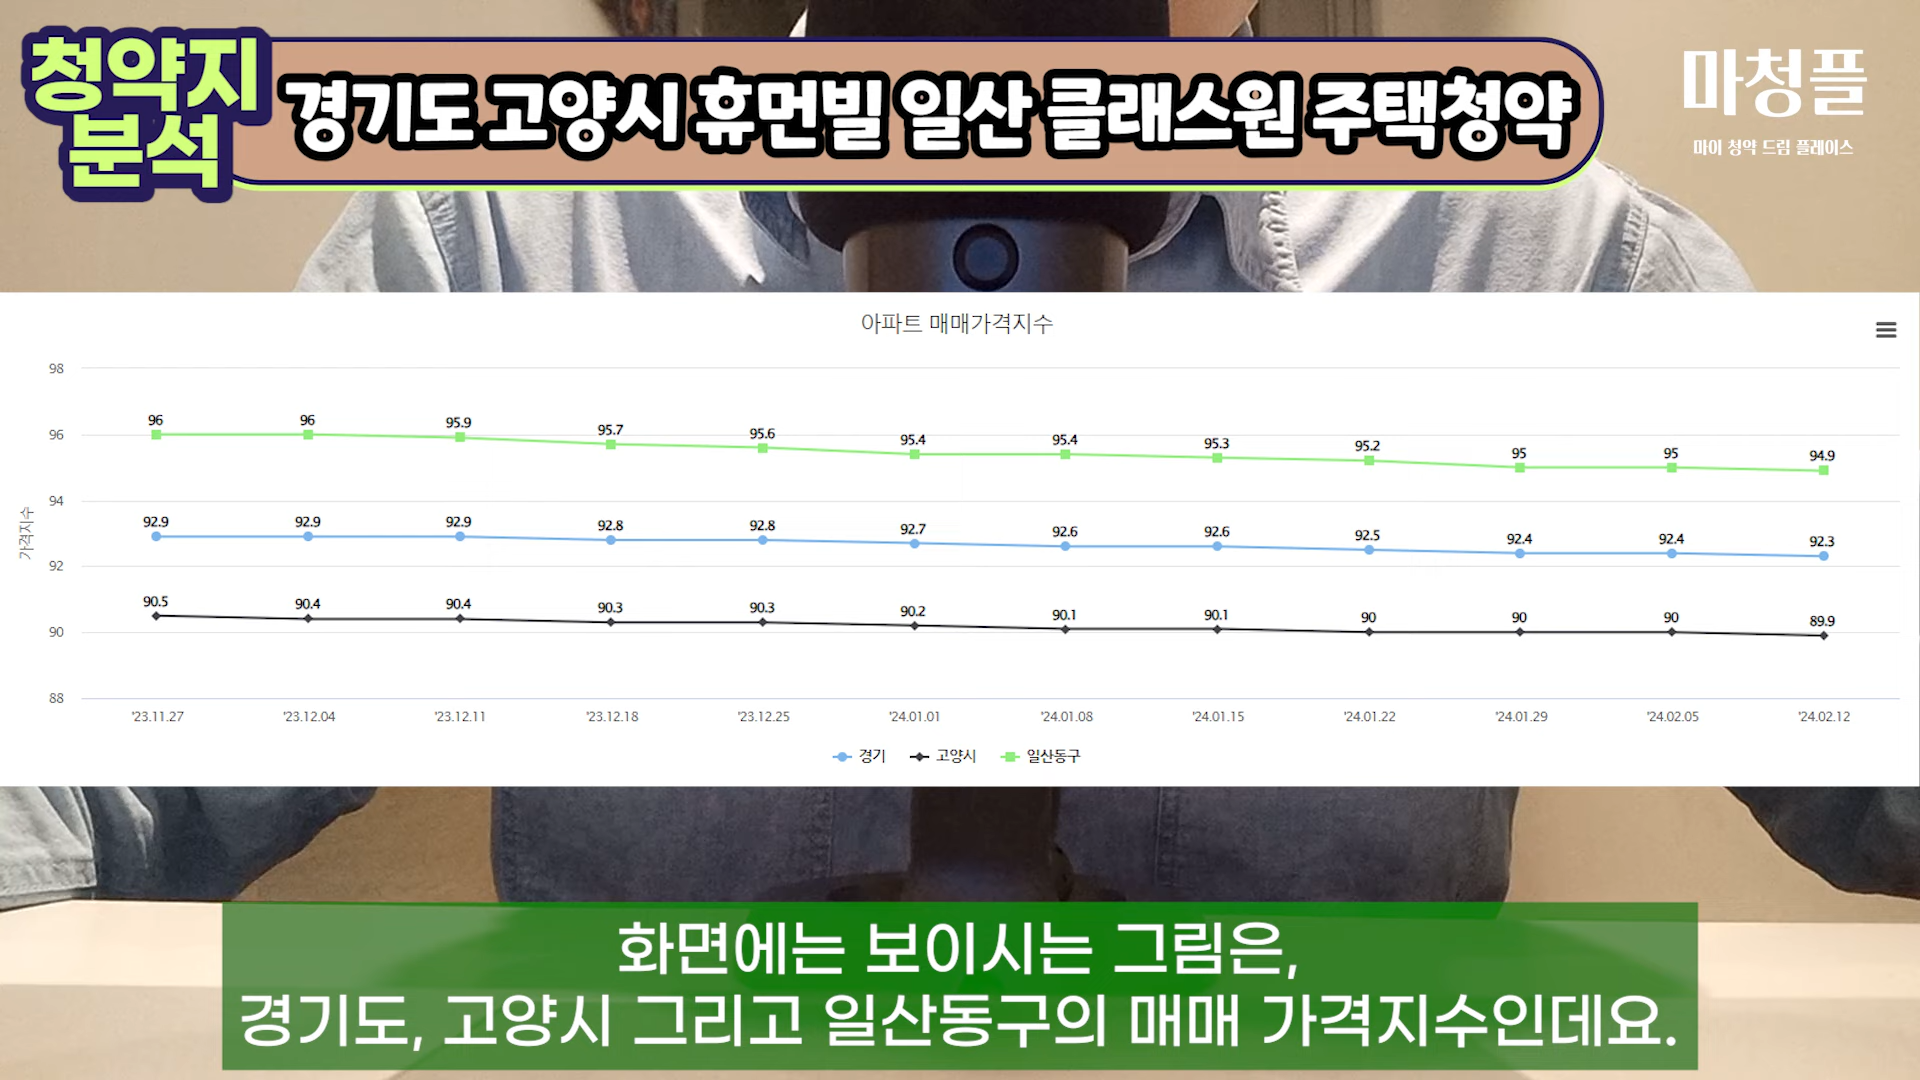 청약지
분석
경기도 고양시 휴먼빌 일산 클래스원 주택청약
마청플
마이 청약 드림 플레이스
아파트 매매가격지수
98
96
94
92
90
88
가격지수
96 96 95.9 95.7 95.6 95.4 95.4 95.3 95.2 95 95 94.9
92.9 92.9 92.9 92.8 92.8 92.7 92.6 92.6 92.5 92.4 92.4 92.3
90.5 90.4 90.4 90.3 90.3 90.2 90.1 90.1 90 90 90 89.9
'23.11.27 '23.12.04 '23.12.11 '23.12.18 '23.12.25 '24.01.01 '24.01.08 '24.01.15 '24.01.22 '24.01.29 '24.02.05 '24.02.12
경기 고양시 일산동구
화면에는 보이시는 그림은,
경기도, 고양시 그리고 일산동구의 매매 가격지수인데요.